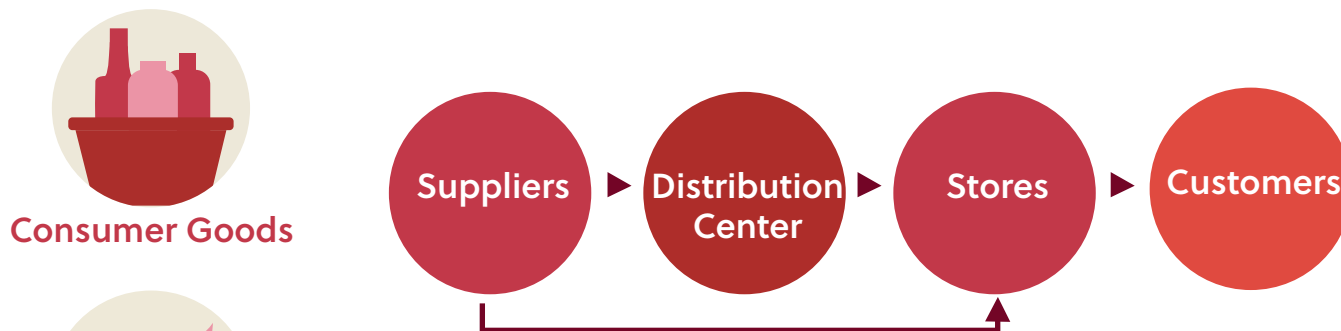 Consumer Goods
Suppliers
Distribution
Center
Stores
Customers